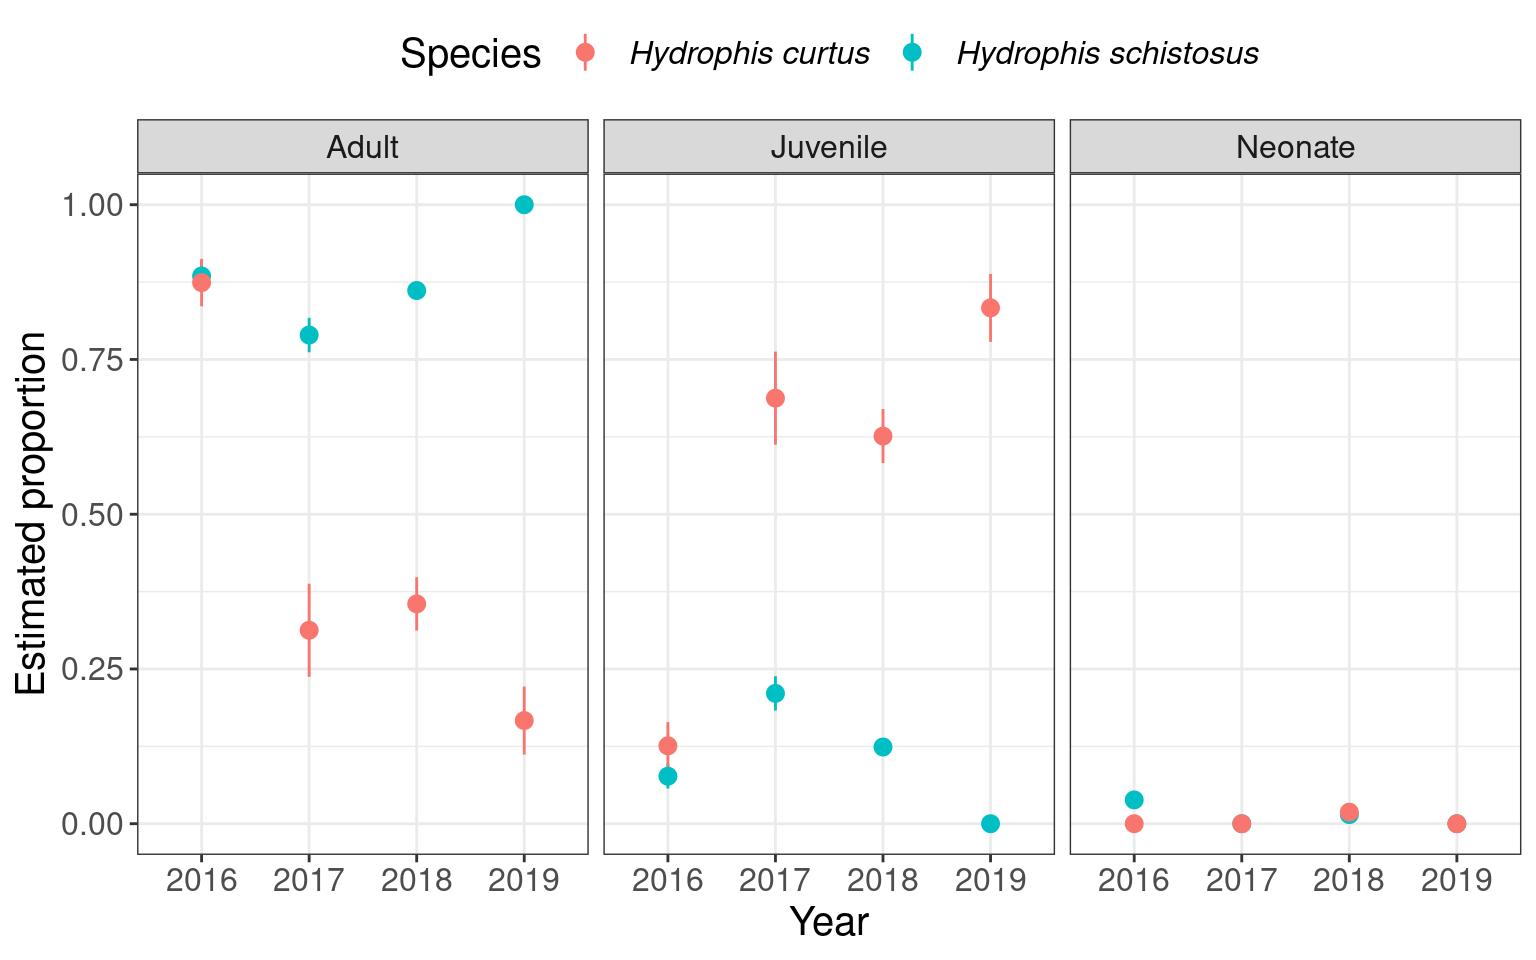 Species Hydrophis curtus Hydrophis schistosus
Adult Juvenile Neonate
1.00
0.75
0.50
0.25
0.00
Estimated proportion
2016 2017 2018 2019 2016 2017 2018 2019 2016 2017 2018 2019
Year